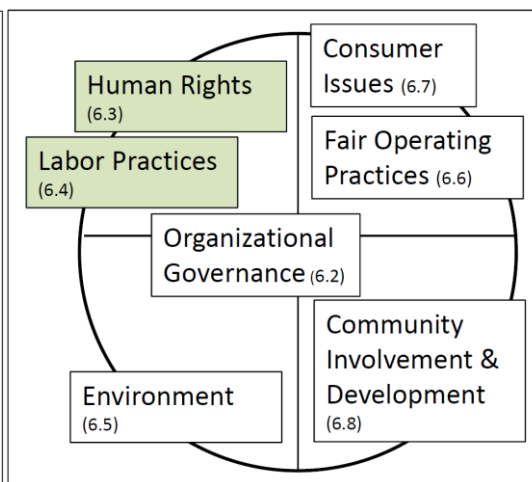 Consumer
Issues (6.7)
Human Rights
(6.3)
Fair Operating
Practices (6.6)
Labor Practices
(6.4)
Organizational
Governance (6.2)
Community
Involvement &
Development
(6.8)
Environment
(6.5)